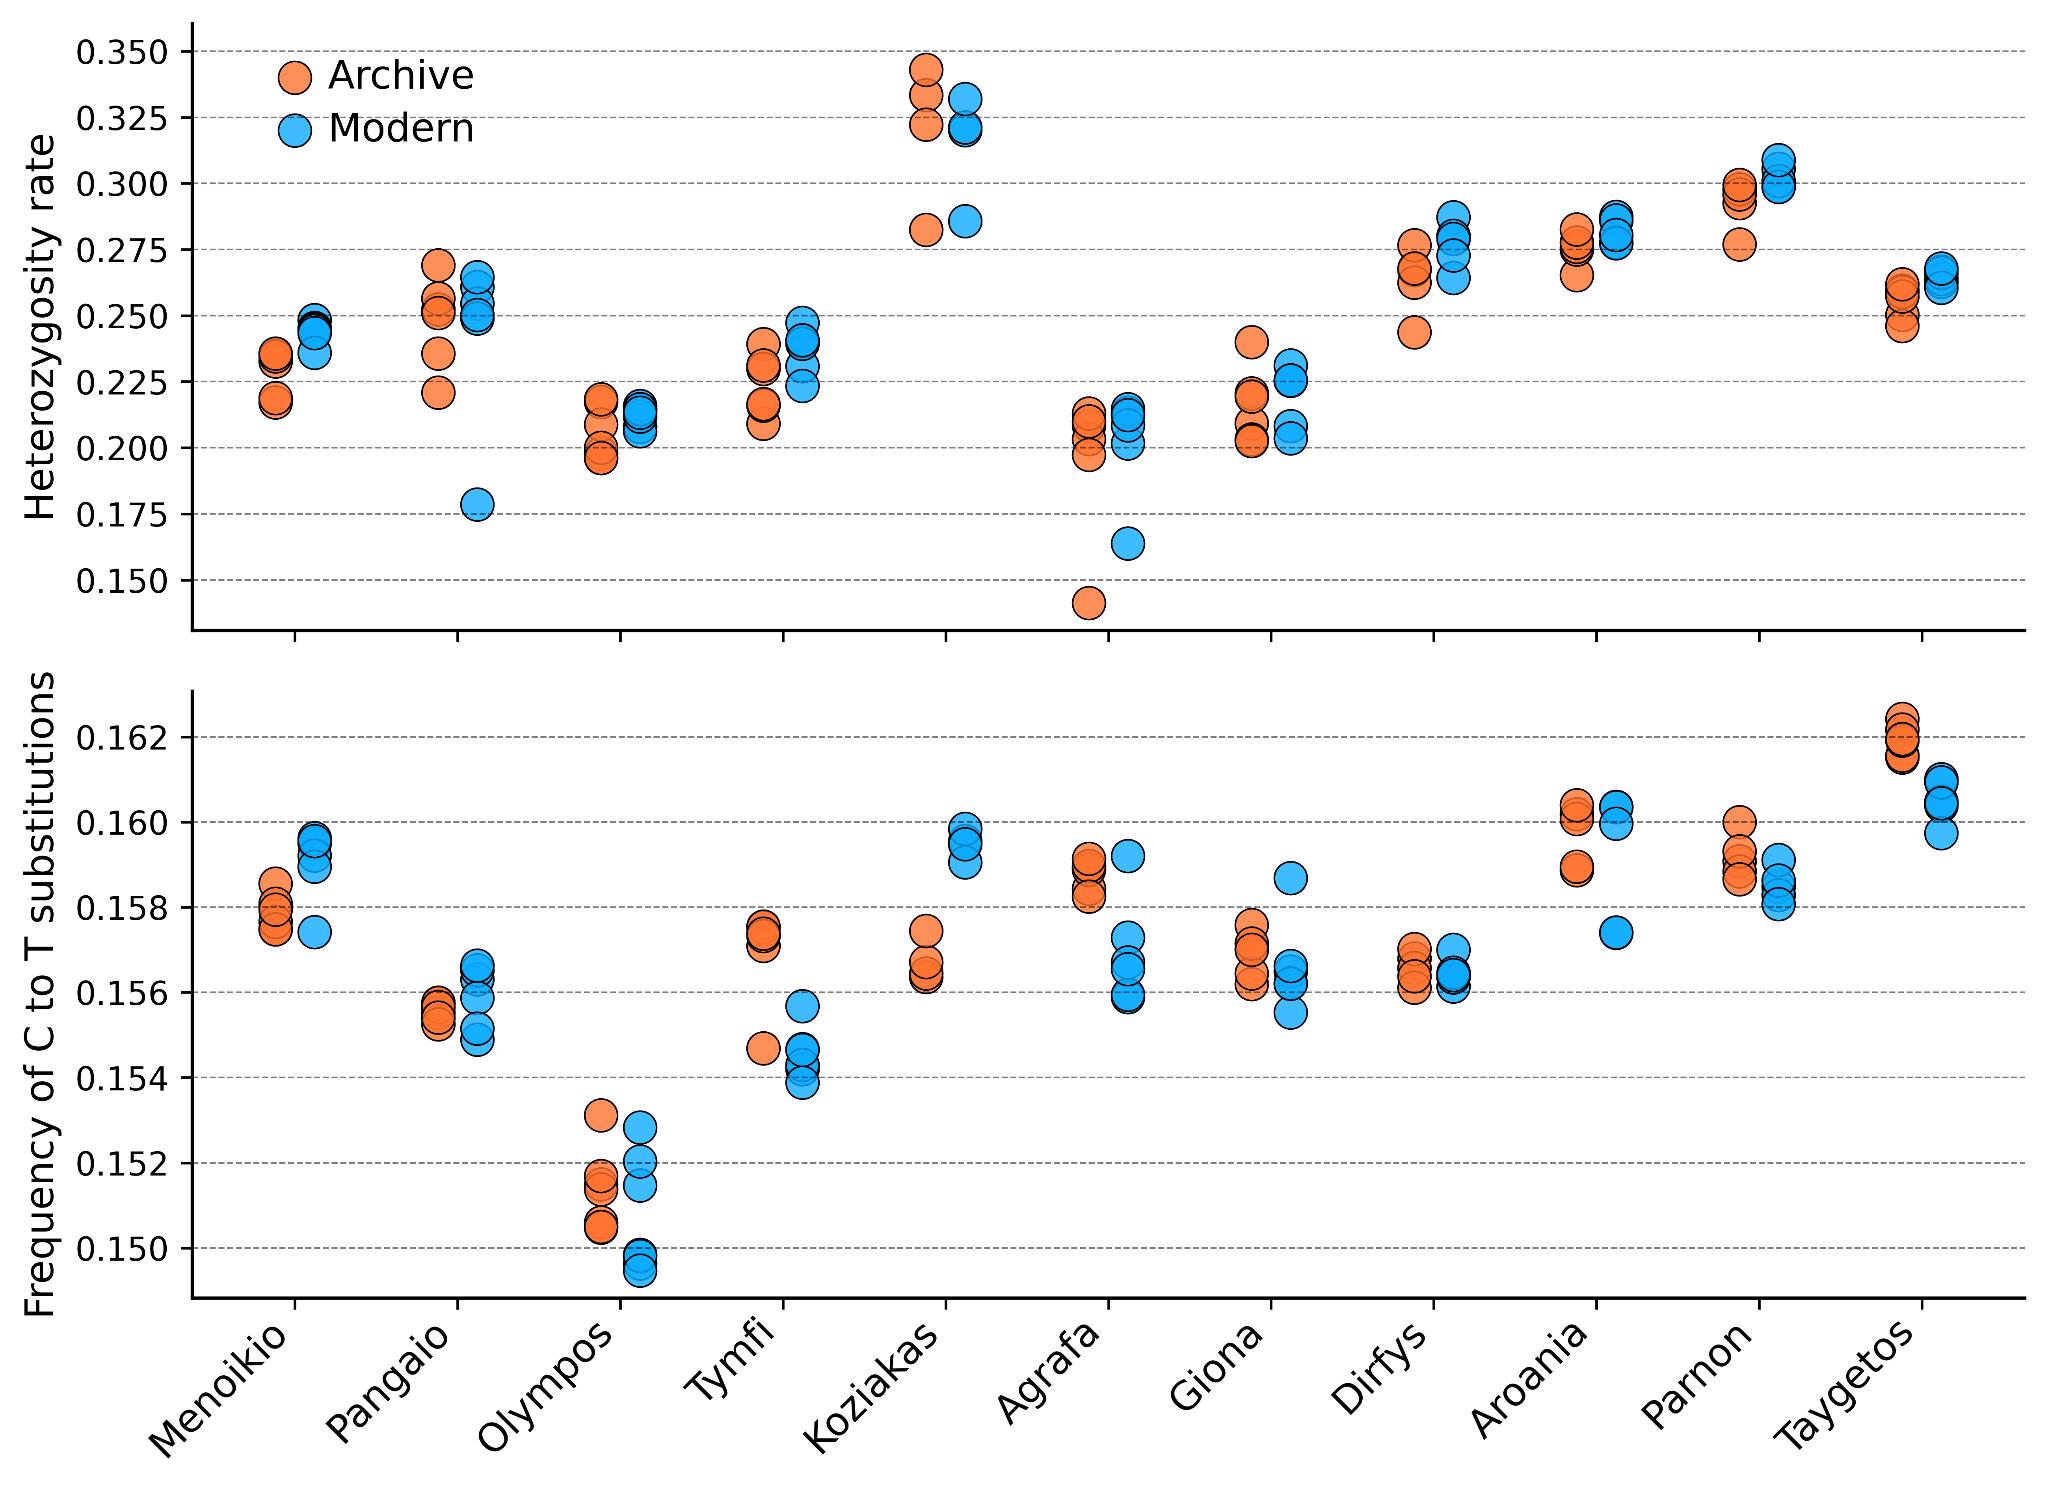 Heterozygosity rate
0.350
0.325
0.300
0.275
0.250
0.225
0.200
0.175
0.150
Archive
Modern
Frequency of C to T substitutions
0.162
0.160
0.158
0.156
0.154
0.152
0.150
Menoikio
Pangaio
Olympos
Tymfi
Koziakas
Agrafa
Giona
Dirfys
Aroania
Parnon
Taygetos